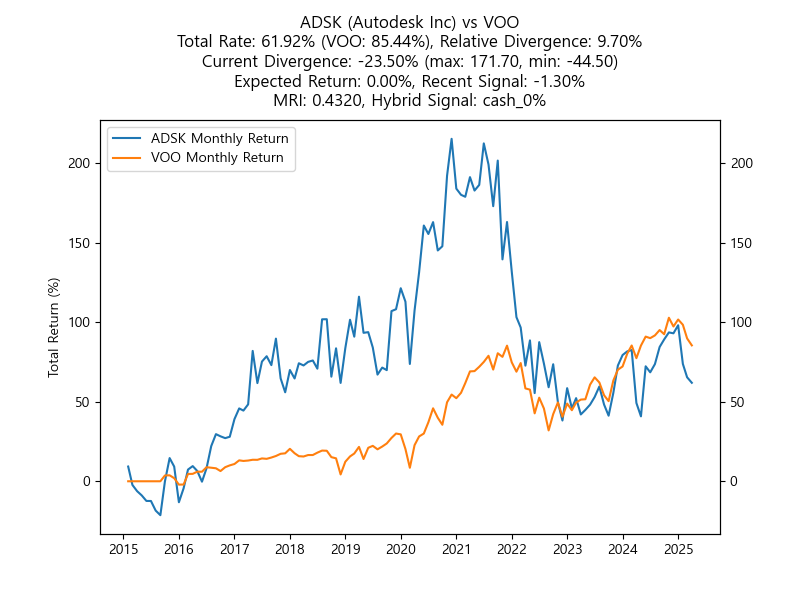 ADSK (Autodesk Inc) vs VOO
Total Rate: 61.92% (VOO: 85.44%), Relative Divergence: 9.70%
Current Divergence: -23.50% (max: 171.70, min: -44.50)
Expected Return: 0.00%, Recent Signal: -1.30%
MRI: 0.4320, Hybrid Signal: cash_0%
ADSK Monthly Return
VOO Monthly Return
Total Return (%)
200
150
100
50
0
200
150
100
50
0
2015 2016 2017 2018 2019 2020 2021 2022 2023 2024 2025